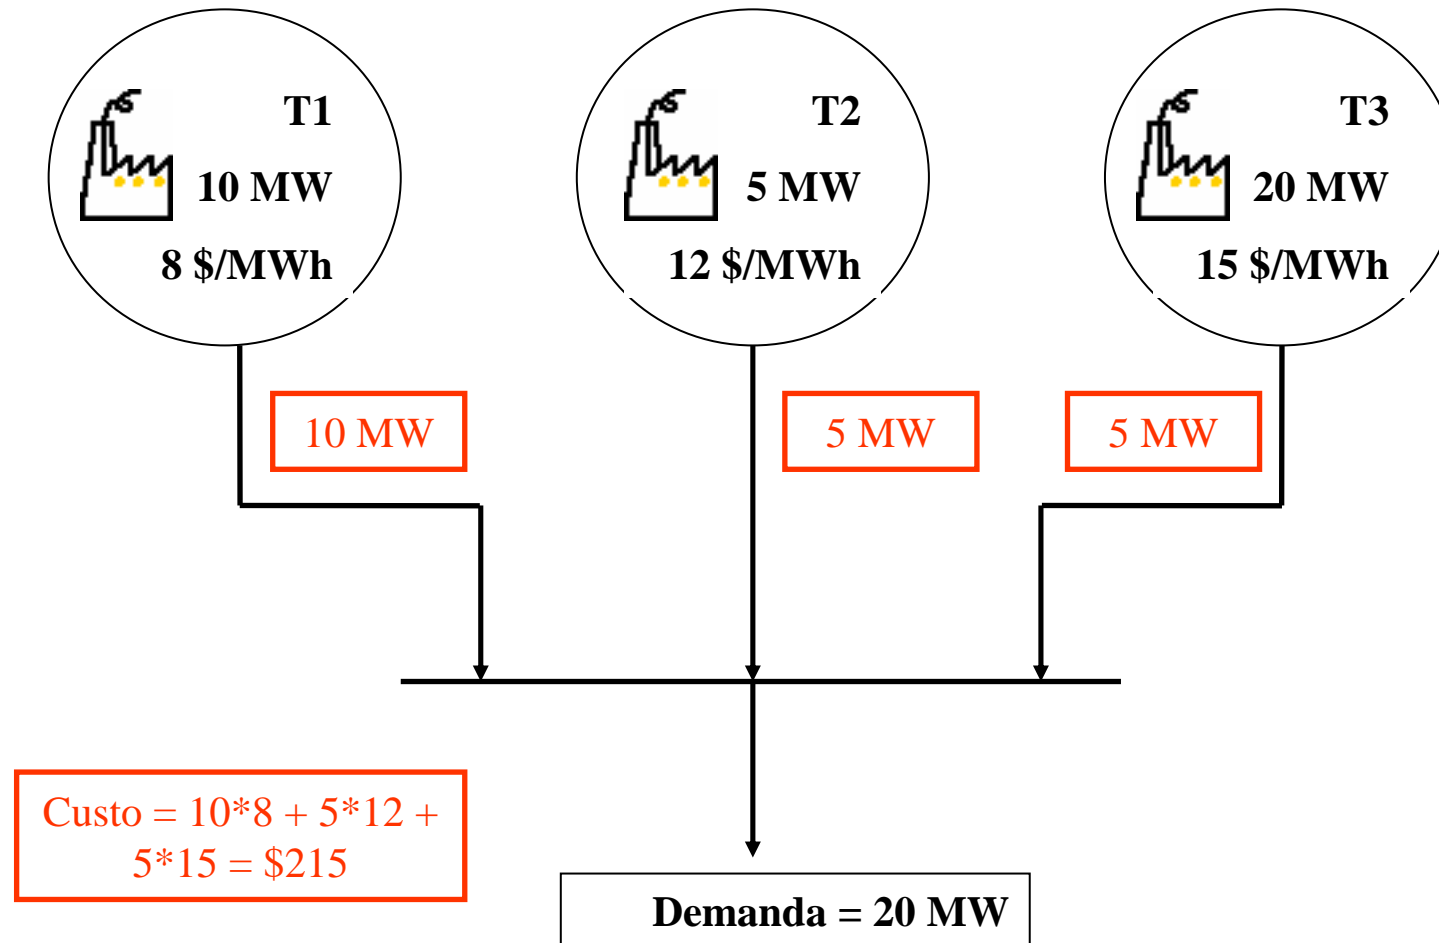 T1
10 MW
8 $/MWh
T2
5 MW
12 $/MWh
T3
20 MW
15 $/MWh
10 MW
5 MW
5 MW
Custo = 10*8 + 5*12 +
5*15 = $215
Demanda = 20 MW